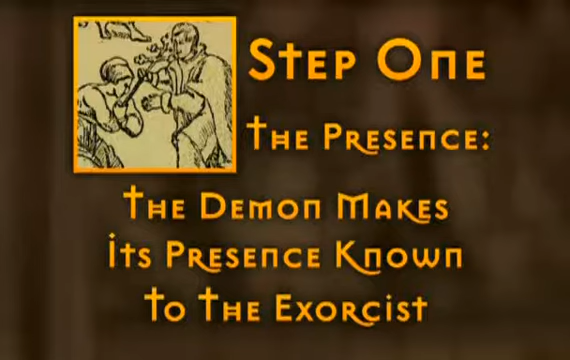 Step One
The Presence:
The Demon Makes
Its Presence Known
to the Exorcist